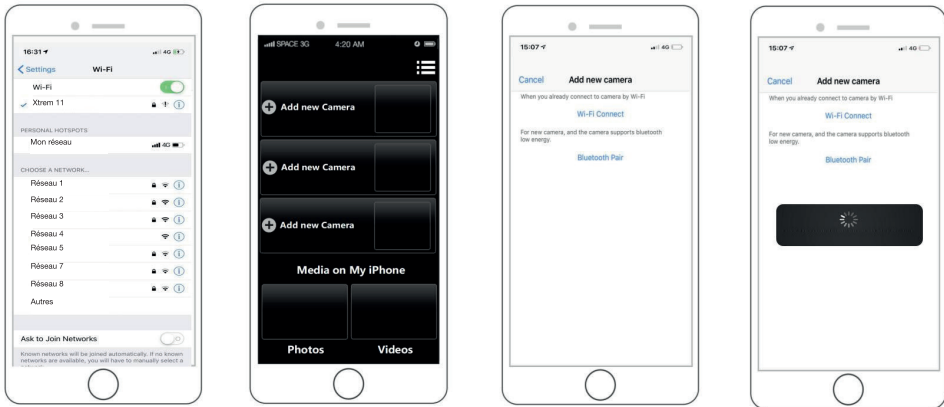 16:31
4G
Settings
Wi-Fi
Wi-Fi
Xtrem 11
PERSONAL HOTSPOTS
Mon réseau
4G
CHOOSE A NETWORK...
Réseau 1
Réseau 2
Réseau 3
Réseau 4
Réseau 5
Réseau 7
Réseau 8
Autres
Ask to Join Networks
Known networks will be joined automatically. If no known
networks are available, you will have to manually select a
SPACE 3G
4:20 AM
Add new Camera
Add new Camera
Add new Camera
Media on My iPhone
Photos
Videos
15:07
4G
Cancel
Add new camera
When you already connect to camera by Wi-Fi
Wi-Fi Connect
For new camera, and the camera supports bluetooth
low energy.
Bluetooth Pair
15:07
4G
Cancel
Add new camera
When you already connect to camera by Wi-Fi
Wi-Fi Connect
For new camera, and the camera supports bluetooth
low energy.
Bluetooth Pair